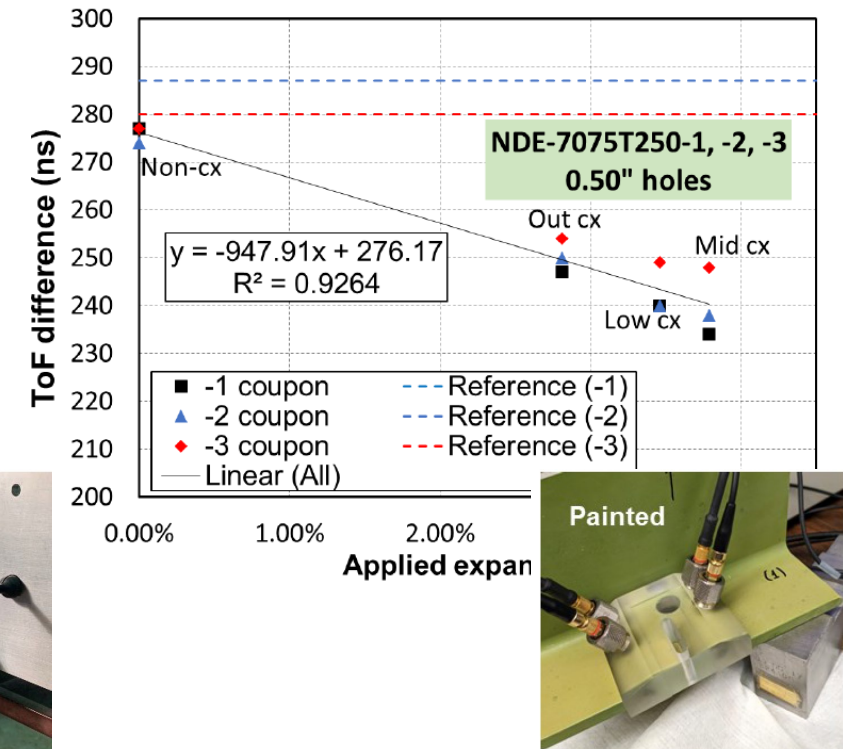 300
290
280
270
260
250
240
230
220
210
200
ToF difference (ns)
NDE-7075T250-1, -2, -3
0.50" holes
Non-cx
Out cx
Mid cx
Low cx
y = -947.91x + 276.17
R² = 0.9264
-1 coupon
-2 coupon
-3 coupon
Linear (All)
Reference (-1)
Reference (-2)
Reference (-3)
0.00%
1.00%
2.00%
Applied expan
Painted
(1)